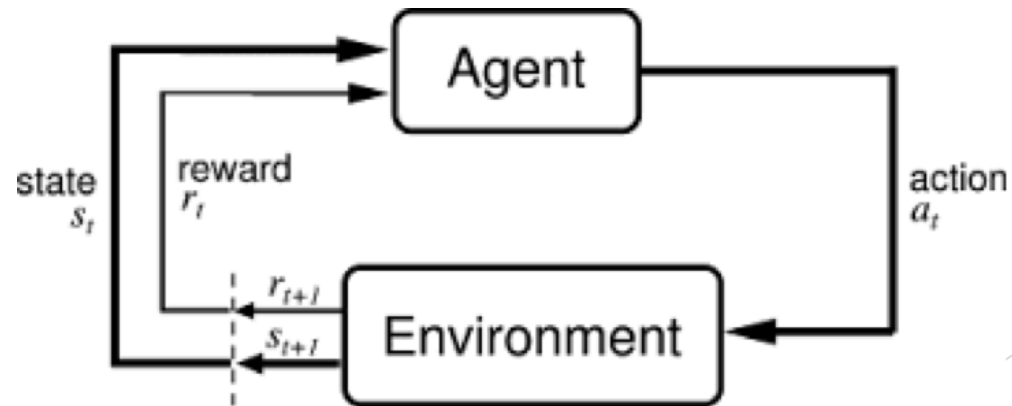 Agent
state
s_t
reward
r_t
action
a_t
r_{t+1}
s_{t+1}
Environment